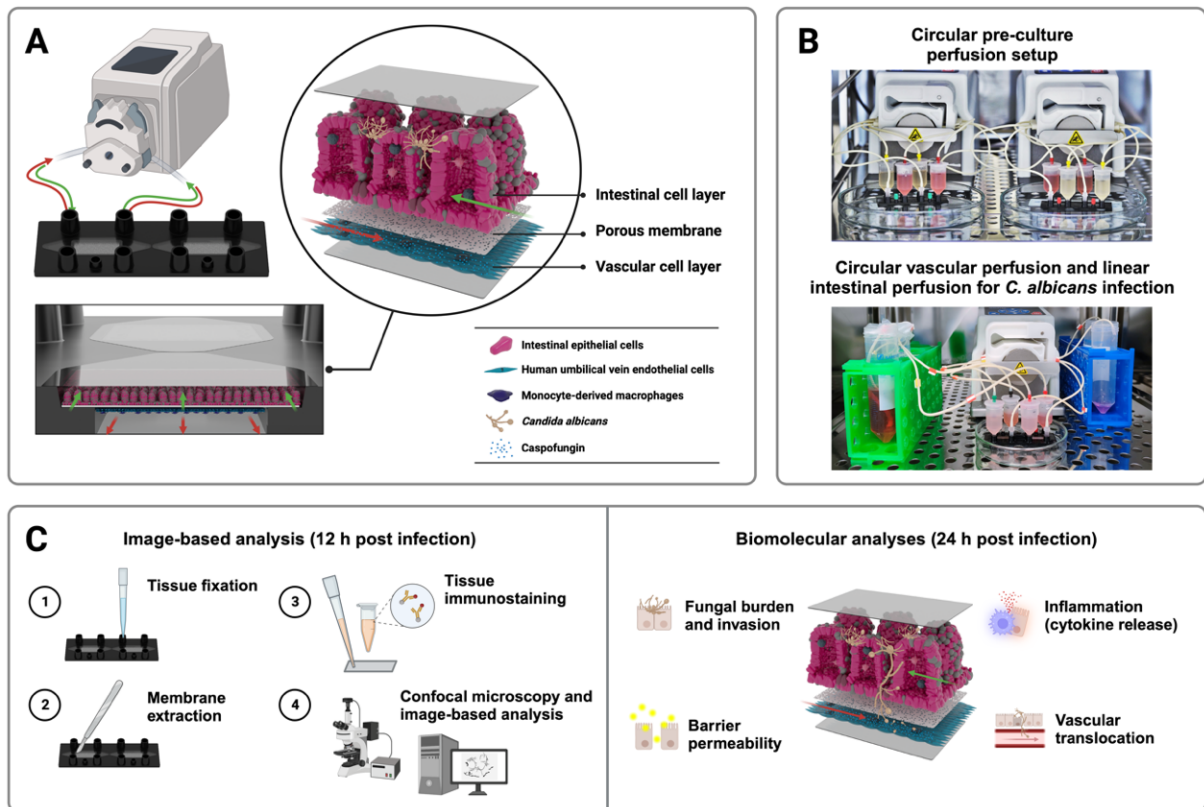 A
Intestinal cell layer
Porous membrane
Vascular cell layer
Intestinal epithelial cells
Human umbilical vein endothelial cells
Monocyte-derived macrophages
Candida albicans
Caspofungin
B
Circular pre-culture
perfusion setup
Circular vascular perfusion and linear
intestinal perfusion for C. albicans infection
C
Image-based analysis (12 h post infection)
1
Tissue fixation
2
Membrane
extraction
3
Tissue
immunostaining
4
Confocal microscopy and
image-based analysis
Biomolecular analyses (24 h post infection)
Fungal burden
and invasion
Inflammation
(cytokine release)
Barrier
permeability
Vascular
translocation